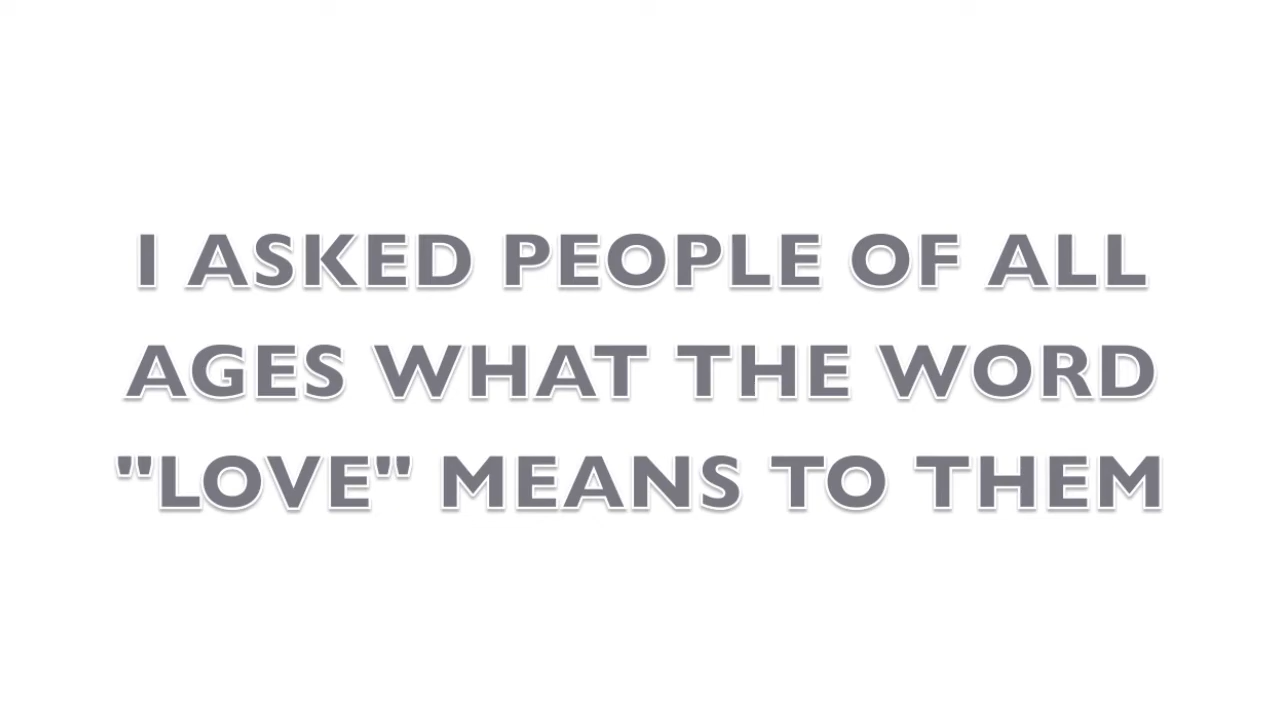 I ASKED PEOPLE OF ALL
AGES WHAT THE WORD
"LOVE" MEANS TO THEM